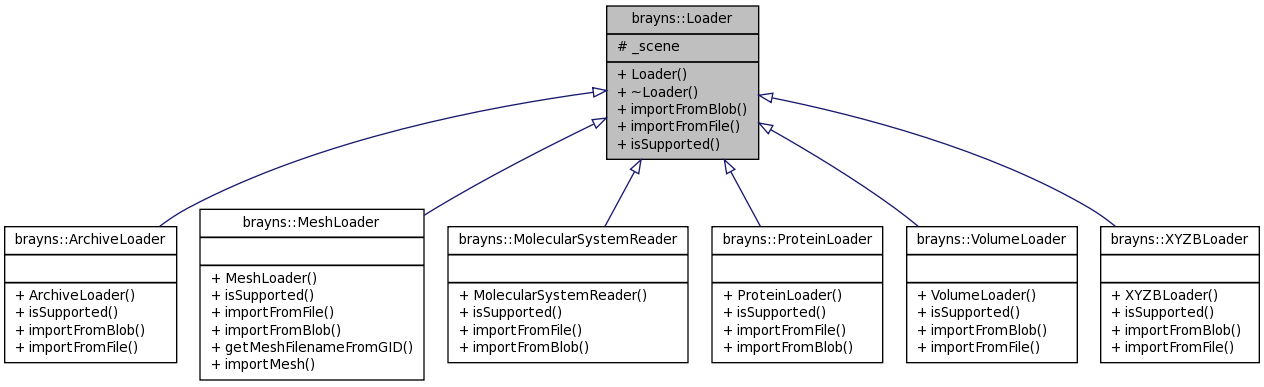 brayns::Loader
# _scene
+ Loader()
+ ~Loader()
+ importFromBlob()
+ importFromFile()
+ isSupported()
brayns::ArchiveLoader
+ ArchiveLoader()
+ isSupported()
+ importFromBlob()
+ importFromFile()
brayns::MeshLoader
+ MeshLoader()
+ isSupported()
+ importFromFile()
+ importFromBlob()
+ getMeshFilenameFromGID()
+ importMesh()
brayns::MolecularSystemReader
+ MolecularSystemReader()
+ isSupported()
+ importFromFile()
+ importFromBlob()
brayns::ProteinLoader
+ ProteinLoader()
+ isSupported()
+ importFromFile()
+ importFromBlob()
brayns::VolumeLoader
+ VolumeLoader()
+ isSupported()
+ importFromBlob()
+ importFromFile()
brayns::XYZBLoader
+ XYZBLoader()
+ isSupported()
+ importFromBlob()
+ importFromFile()